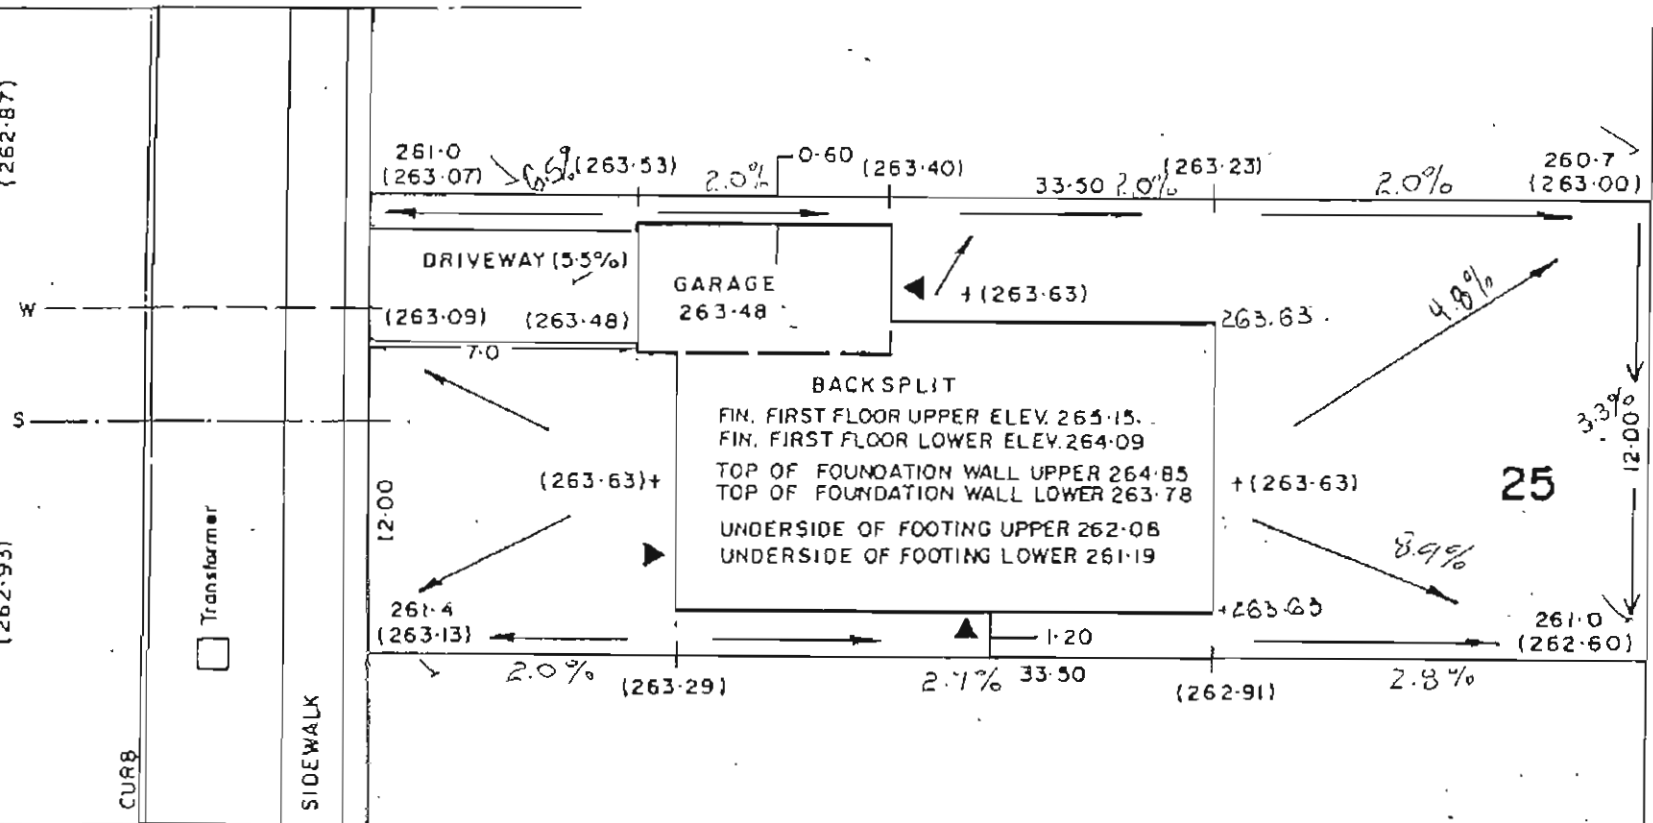 (262.87)
261.0
(263.07)
6.5%
(263.53)
2.0%
0.60
(263.40)
33.50
2.0%
(263.23)
2.0%
260.7
(263.00)
DRIVEWAY (5.5%)
GARAGE
263.48
+(263.63)
4.8%
W
(263.09)
(263.48)
263.63
7.0
BACKSPLIT
S
FIN. FIRST FLOOR UPPER ELEV. 265.15
FIN. FIRST FLOOR LOWER ELEV. 264.09
3.3%
12.00
TOP OF FOUNDATION WALL UPPER 264.85
TOP OF FOUNDATION WALL LOWER 263.78
(263.63)+
+(263.63)
25
12.00
UNDERSIDE OF FOOTING UPPER 262.08
UNDERSIDE OF FOOTING LOWER 261.19
8.9%
Transformer
(262.93)
261.4
(263.13)
+263.63
1.20
261.0
(262.60)
2.0%
(263.29)
2.7%
33.50
(262.91)
2.8%
CURB
SIDEWALK